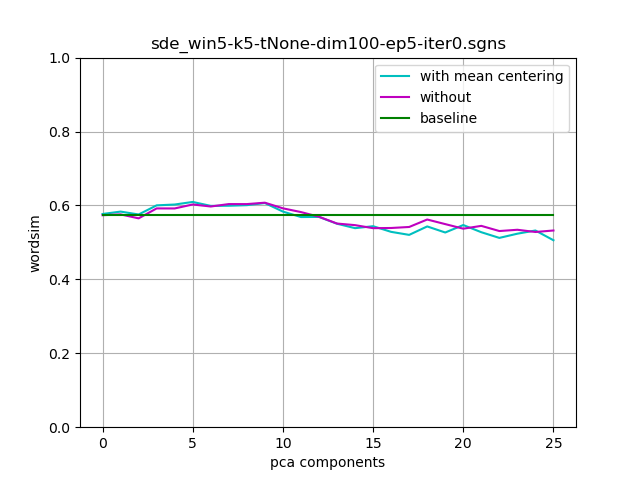 sde_win5-k5-tNone-dim100-ep5-iter0.sgns
with mean centering
without
baseline
1.0
0.8
0.6
0.4
0.2
0.0
wordsim
0 5 10 15 20 25
pca components